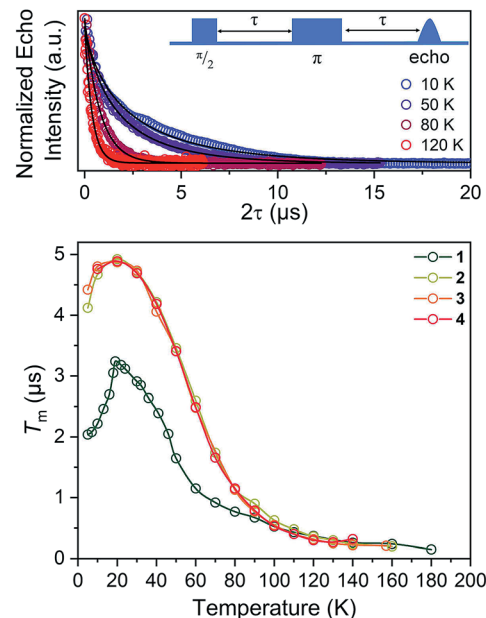 Normalized Echo
Intensity (a.u.)
τ τ
π/2 π echo
10 K
50 K
80 K
120 K
0 5 10 15 20
2τ (μs)
5
4
3
2
1
0
Tm (μs)
1
2
3
4
0 20 40 60 80 100 120 140 160 180 200
Temperature (K)